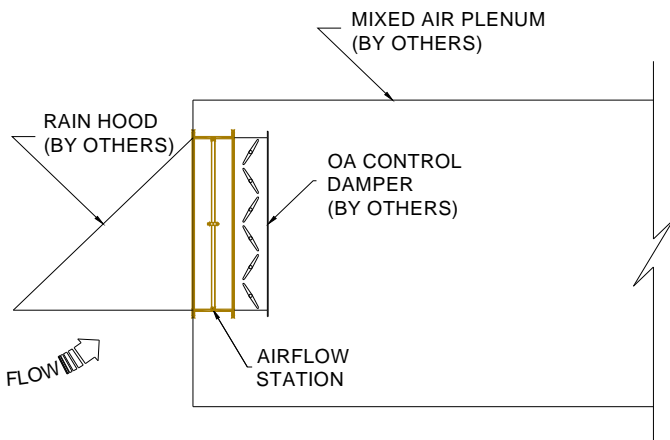 MIXED AIR PLENUM
(BY OTHERS)
RAIN HOOD
(BY OTHERS)
OA CONTROL
DAMPER
(BY OTHERS)
AIRFLOW
STATION
FLOW